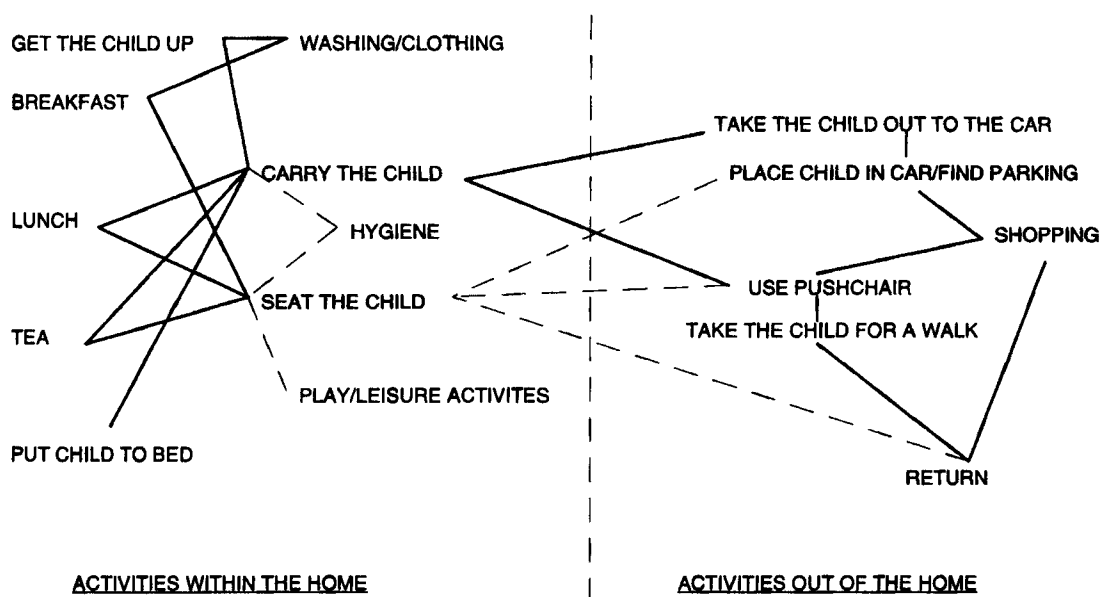 GET THE CHILD UP
WASHING/CLOTHING
BREAKFAST
TAKE THE CHILD OUT TO THE CAR
CARRY THE CHILD
PLACE CHILD IN CAR/FIND PARKING
LUNCH
HYGIENE
SHOPPING
SEAT THE CHILD
USE PUSHCHAIR
TEA
TAKE THE CHILD FOR A WALK
PLAY/LEISURE ACTIVITES
PUT CHILD TO BED
RETURN
ACTIVITIES WITHIN THE HOME
ACTIVITIES OUT OF THE HOME